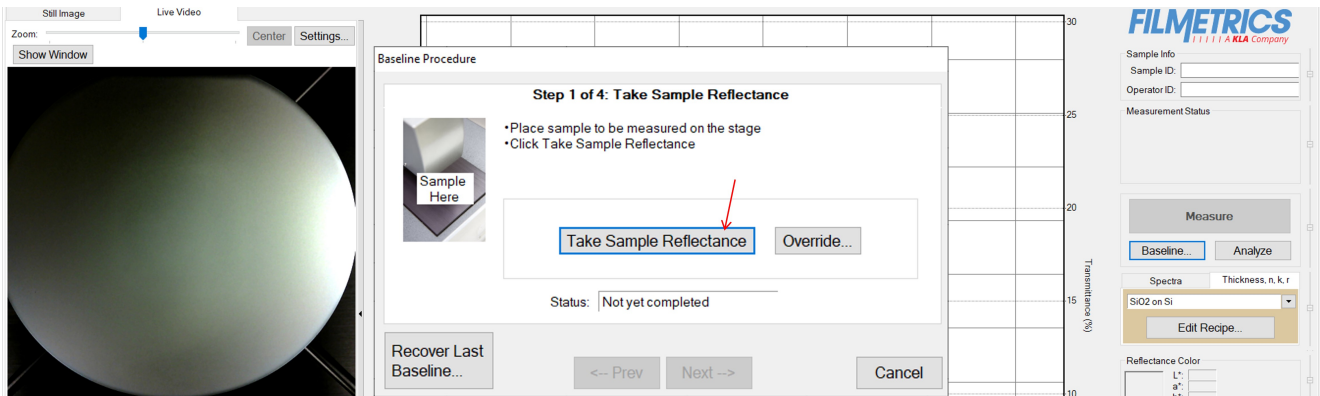 Still Image
Live Video
Zoom:
Center
Settings...
Show Window
Baseline Procedure
Step 1 of 4: Take Sample Reflectance
•Place sample to be measured on the stage
•Click Take Sample Reflectance
Sample
Here
Take Sample Reflectance
Override...
Status:
Not yet completed
Recover Last
Baseline...
<-- Prev
Next -->
Cancel
30
25
20
15
10
Transmittance (%)
FILMETRICS
A KLA Company
Sample Info
Sample ID:
Operator ID:
Measurement Status
Measure
Baseline...
Analyze
Spectra
Thickness, n, k, r
SiO2 on Si
Edit Recipe...
Reflectance Color
L*:
a*: